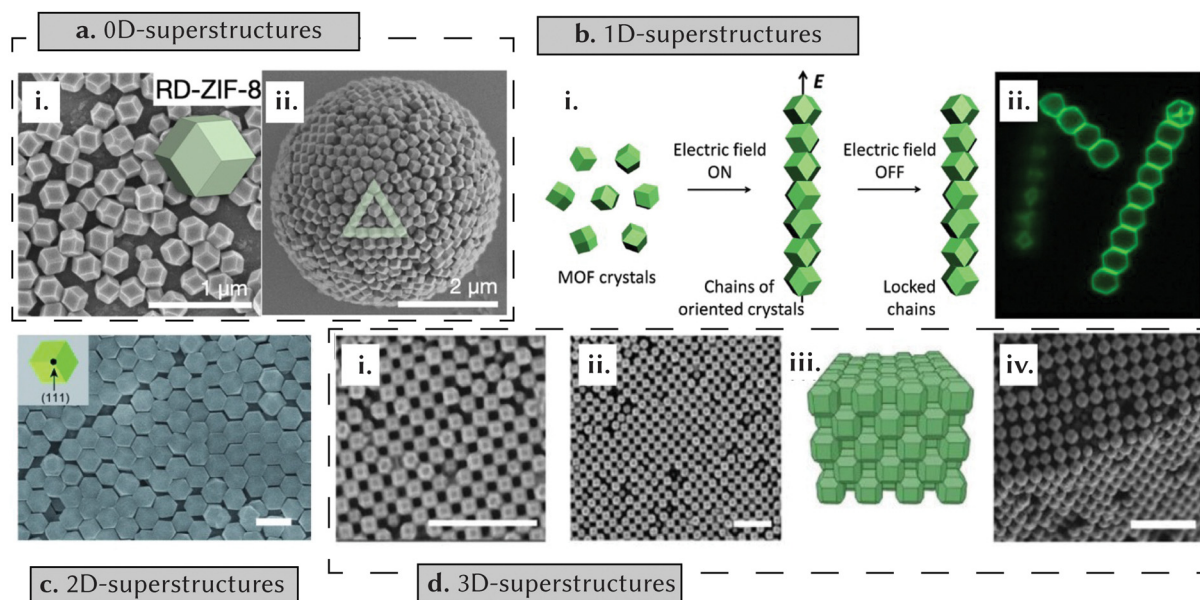 a. 0D-superstructures
i.
RD-ZIF-8
1 μm
ii.
2 μm
b. 1D-superstructures
i.
MOF crystals
Electric field
ON
E
Chains of
oriented crystals
Electric field
OFF
Locked
chains
ii.
(111)
c. 2D-superstructures
i.
ii.
iii.
iv.
d. 3D-superstructures